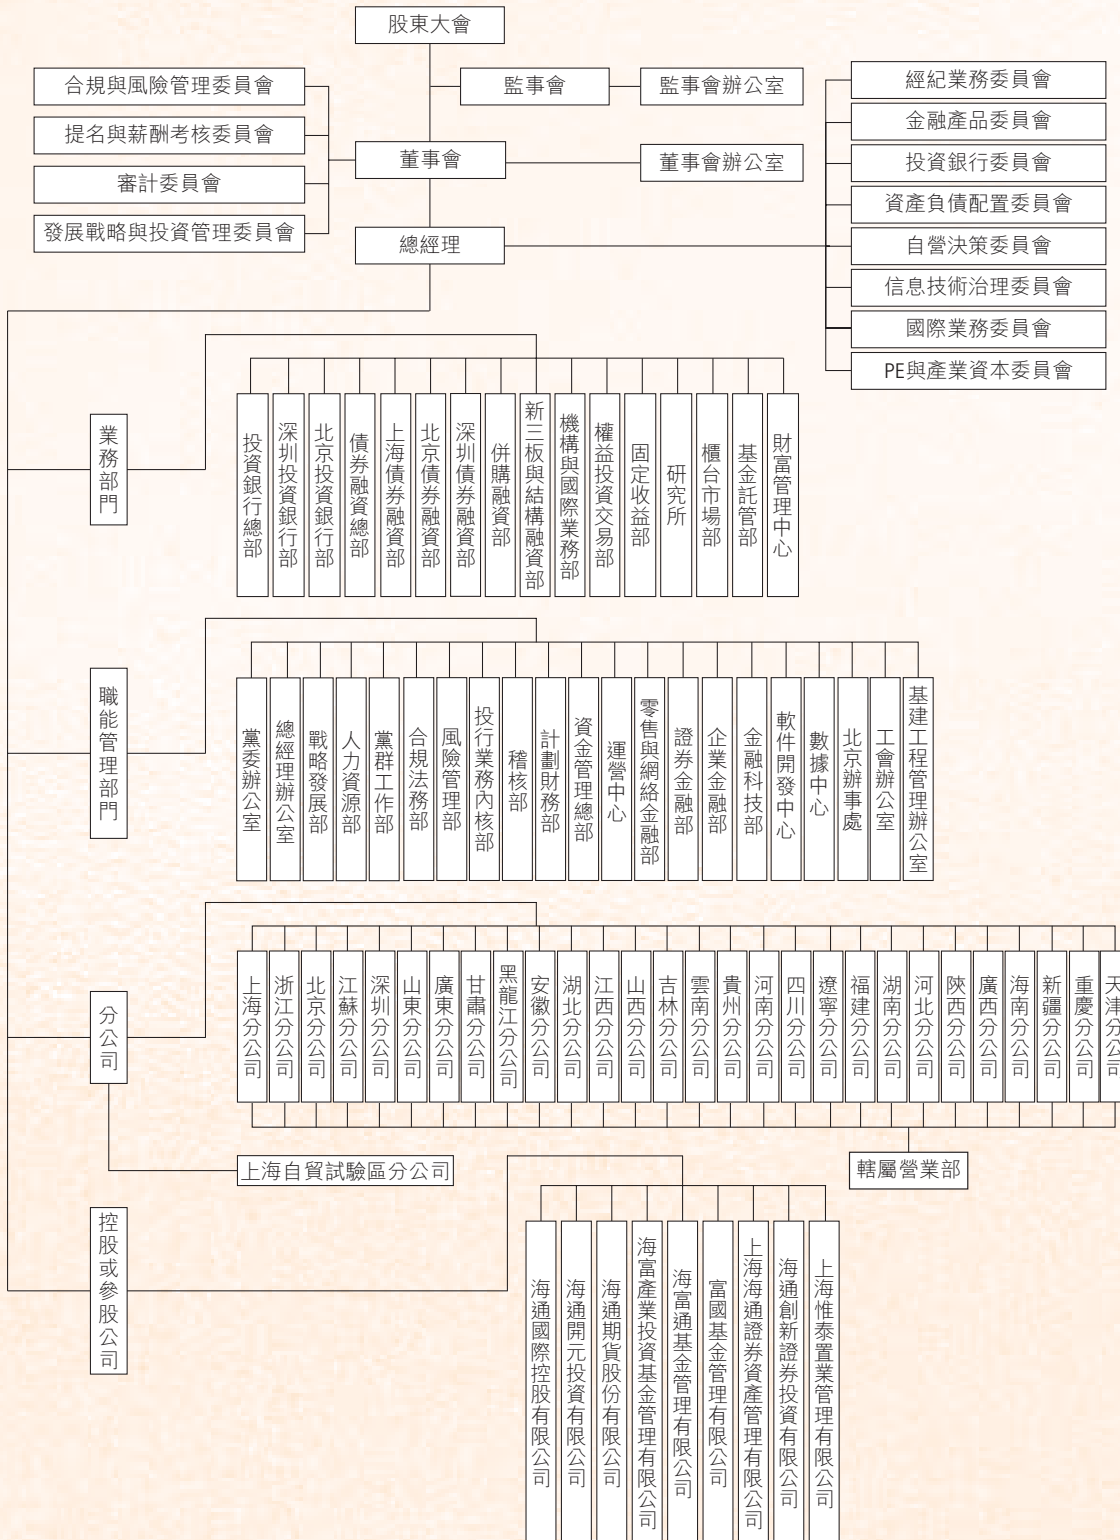 股東大會
監事會
監事會辦公室
合規與風險管理委員會
提名與薪酬考核委員會
審計委員會
發展戰略與投資管理委員會
董事會
董事會辦公室
總經理
經紀業務委員會
金融產品委員會
投資銀行委員會
資產負債配置委員會
自營決策委員會
信息技術治理委員會
國際業務委員會
PE與產業資本委員會
業務部門
投資銀行總部
深圳投資銀行部
北京投資銀行部
債券融資總部
上海債券融資部
北京債券融資部
深圳債券融資部
併購融資部
新三板與結構融資部
機構與國際業務部
權益投資交易部
固定收益部
研究所
櫃台市場部
基金託管部
財富管理中心
職能管理部門
黨委辦公室
總經理辦公室
戰略發展部
人力資源部
黨群工作部
合規法務部
風險管理部
投行業務內核部
稽核部
計劃財務部
資金管理總部
運營中心
零售與網絡金融部
證券金融部
企業金融部
金融科技部
軟件開發中心
數據中心
北京辦事處
工會辦公室
基建工程管理辦公室
分公司
上海分公司
浙江分公司
北京分公司
江蘇分公司
深圳分公司
山東分公司
廣東分公司
甘肅分公司
黑龍江分公司
安徽分公司
湖北分公司
江西分公司
山西分公司
吉林分公司
雲南分公司
貴州分公司
河南分公司
四川分公司
遼寧分公司
福建分公司
湖南分公司
河北分公司
陝西分公司
廣西分公司
海南分公司
新疆分公司
重慶分公司
天津分公司
上海自貿試驗區分公司
轄屬營業部
控股或參股公司
海通國際控股有限公司
海通開元投資有限公司
海通期貨股份有限公司
海富產業投資基金管理有限公司
海富通基金管理有限公司
富國基金管理有限公司
上海海通證券資產管理有限公司
海通創新證券投資有限公司
上海惟泰置業管理有限公司